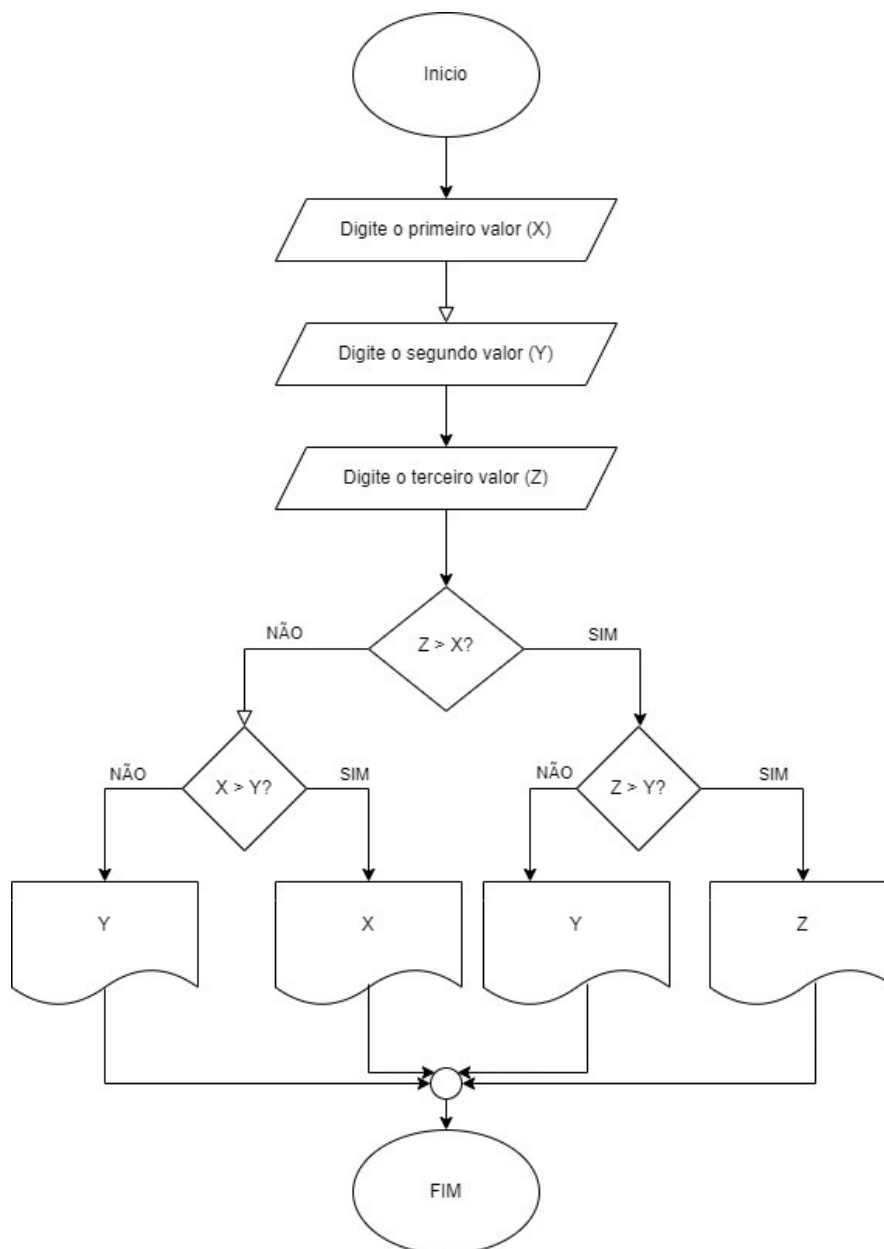 Inicio
Digite o primeiro valor (X)
Digite o segundo valor (Y)
Digite o terceiro valor (Z)
NÃO
Z > X?
SIM
NÃO
X > Y?
SIM
NÃO
Z > Y?
SIM
Y
X
Y
Z
FIM